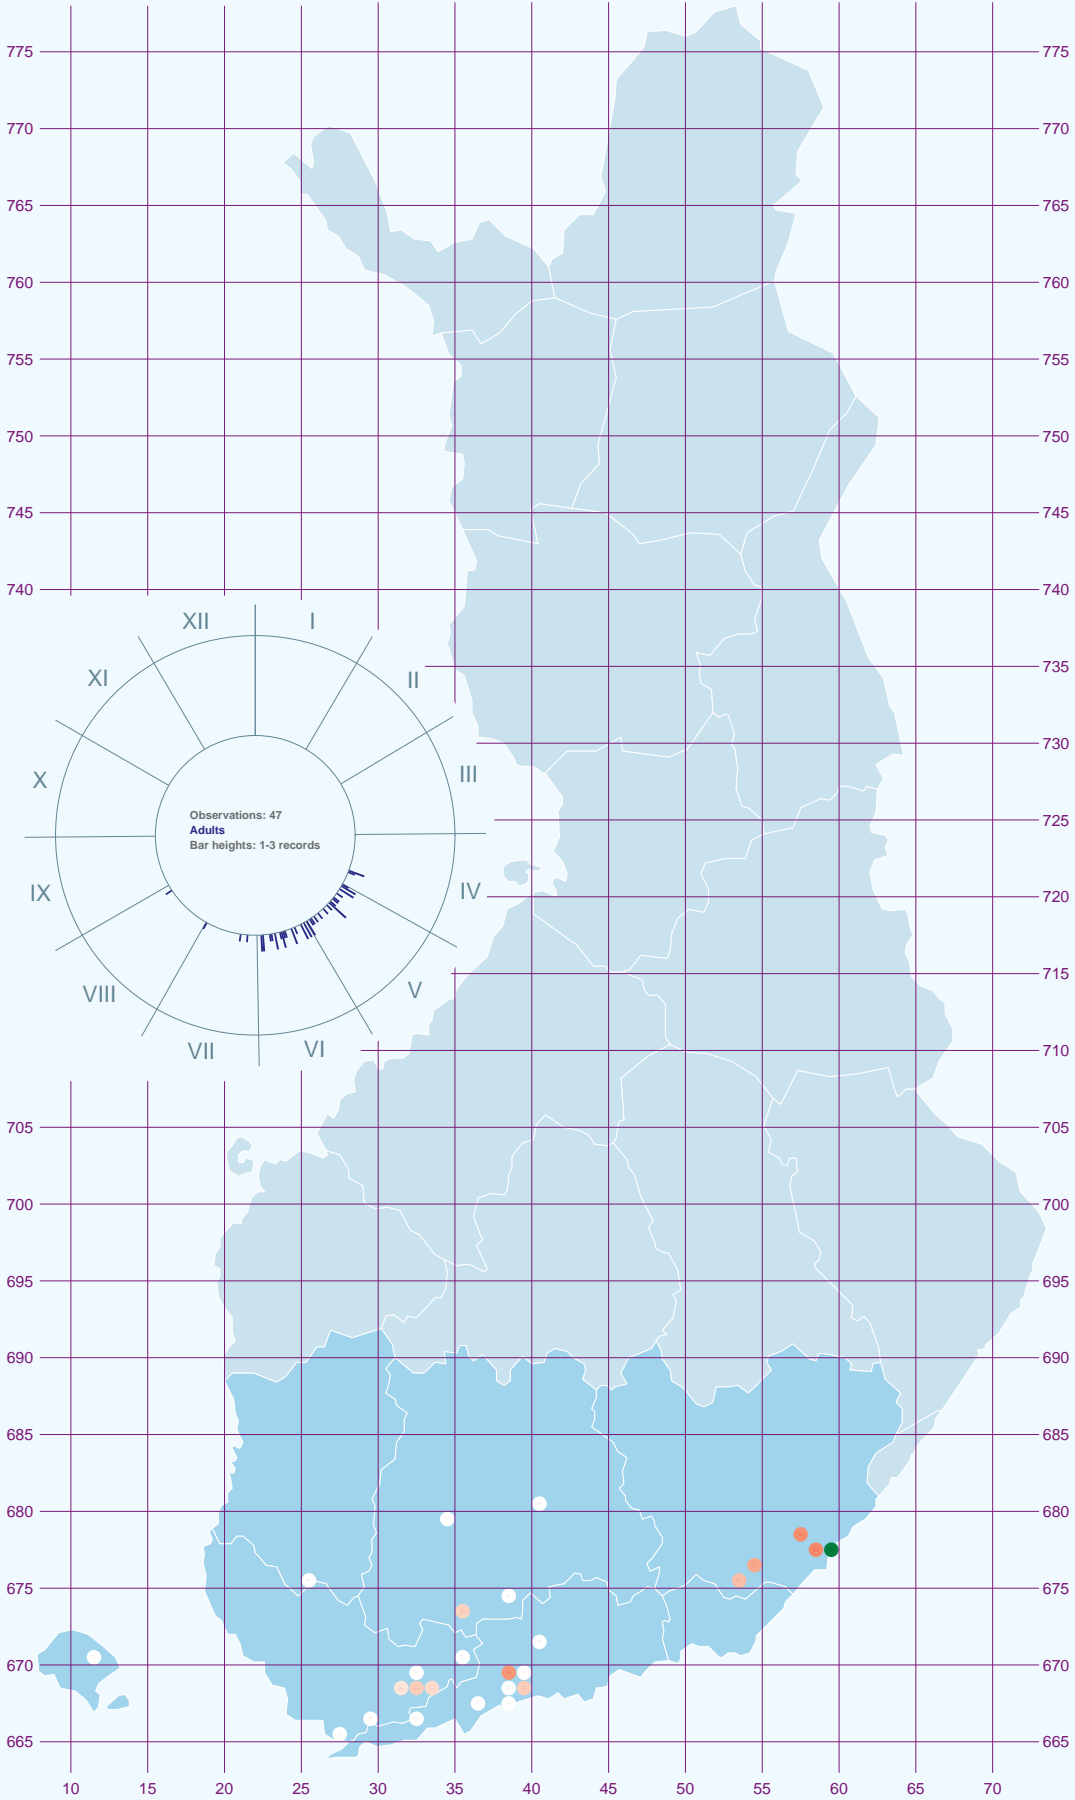 775 775
770 770
765 765
760 760
755 755
750 750
745 745
740 740
XII I
XI II
735
730
X III
Observations: 47
Adults
Bar heights: 1-3 records
725
IX IV
720
VIII V
715
VII VI
710
705 705
700 700
695 695
690 690
685 685
680 680
675 675
670 670
665 665
10 15 20 25 30 35 40 45 50 55 60 65 70